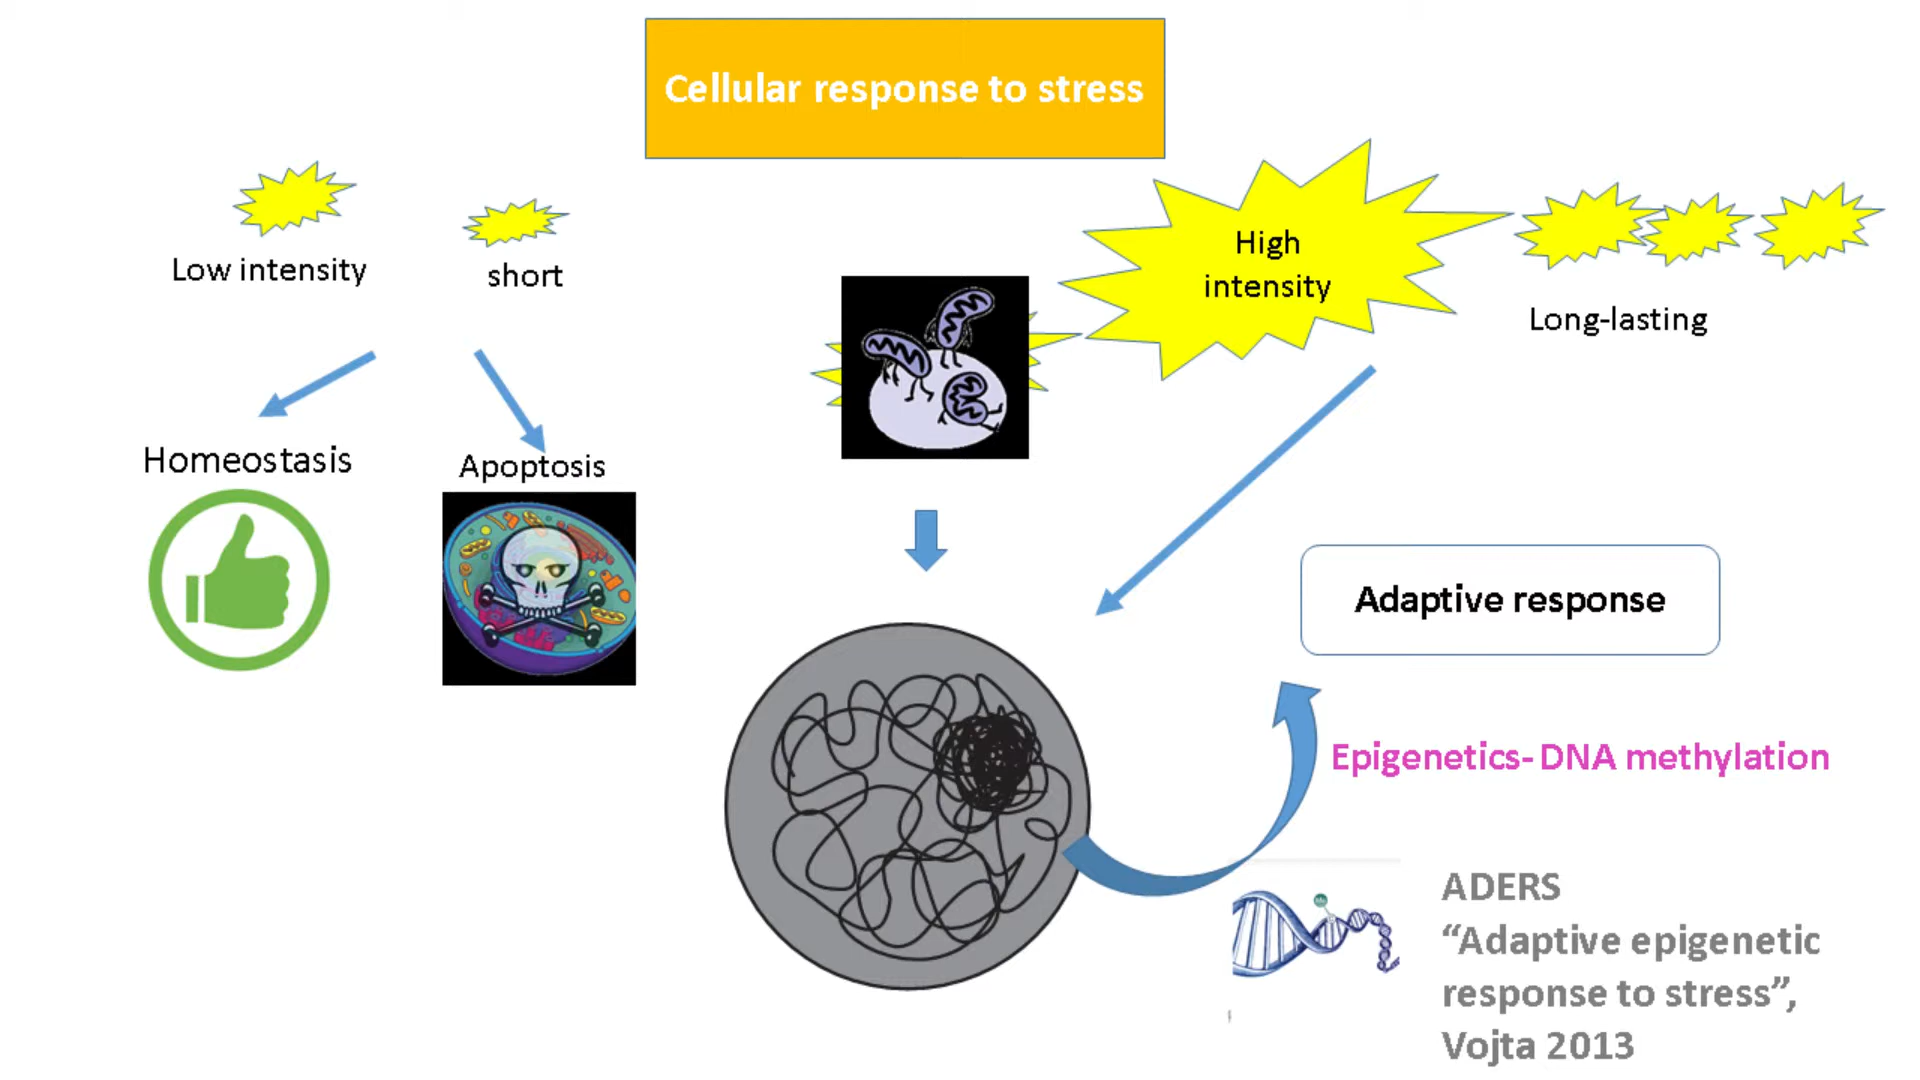 Cellular response to stress
Low intensity
short
High
intensity
Long-lasting
Homeostasis
Apoptosis
Adaptive response
Epigenetics- DNA methylation
ADERS
“Adaptive epigenetic
response to stress”,
Vojta 2013